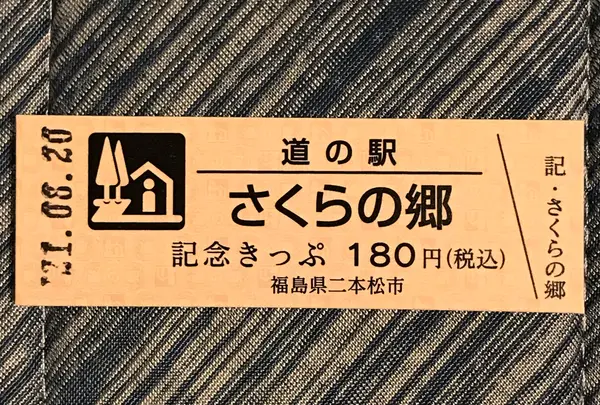 '21.08.20
道の駅
さくらの郷
記念きっぷ 180円(税込)
福島県二本松市
記・さくらの郷